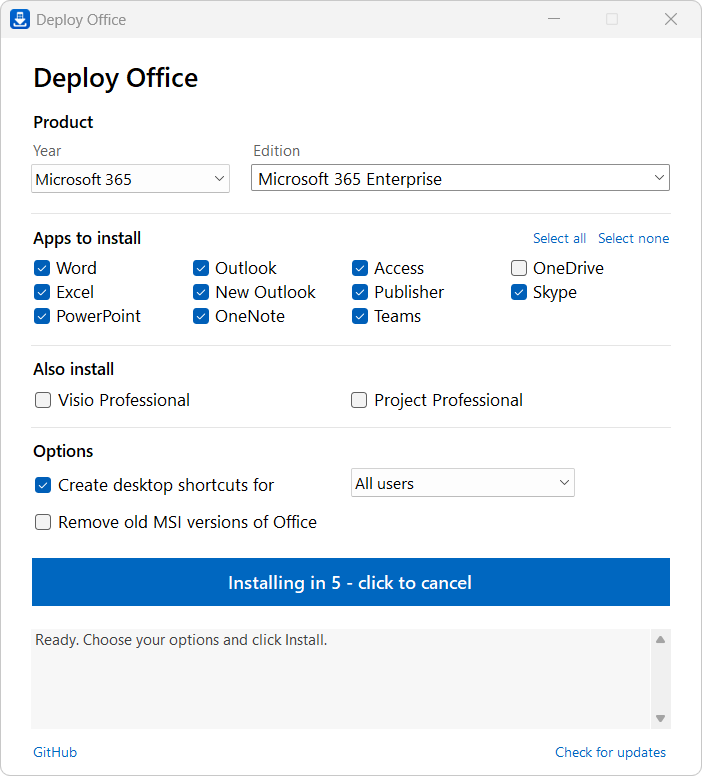 Deploy Office
Deploy Office
Product
Year Edition
Microsoft 365 Microsoft 365 Enterprise
Apps to install Select all Select none
Word Outlook Access OneDrive
Excel New Outlook Publisher Skype
PowerPoint OneNote Teams
Also install
Visio Professional Project Professional
Options
Create desktop shortcuts for All users
Remove old MSI versions of Office
Installing in 5 - click to cancel
Ready. Choose your options and click Install.
GitHub Check for updates